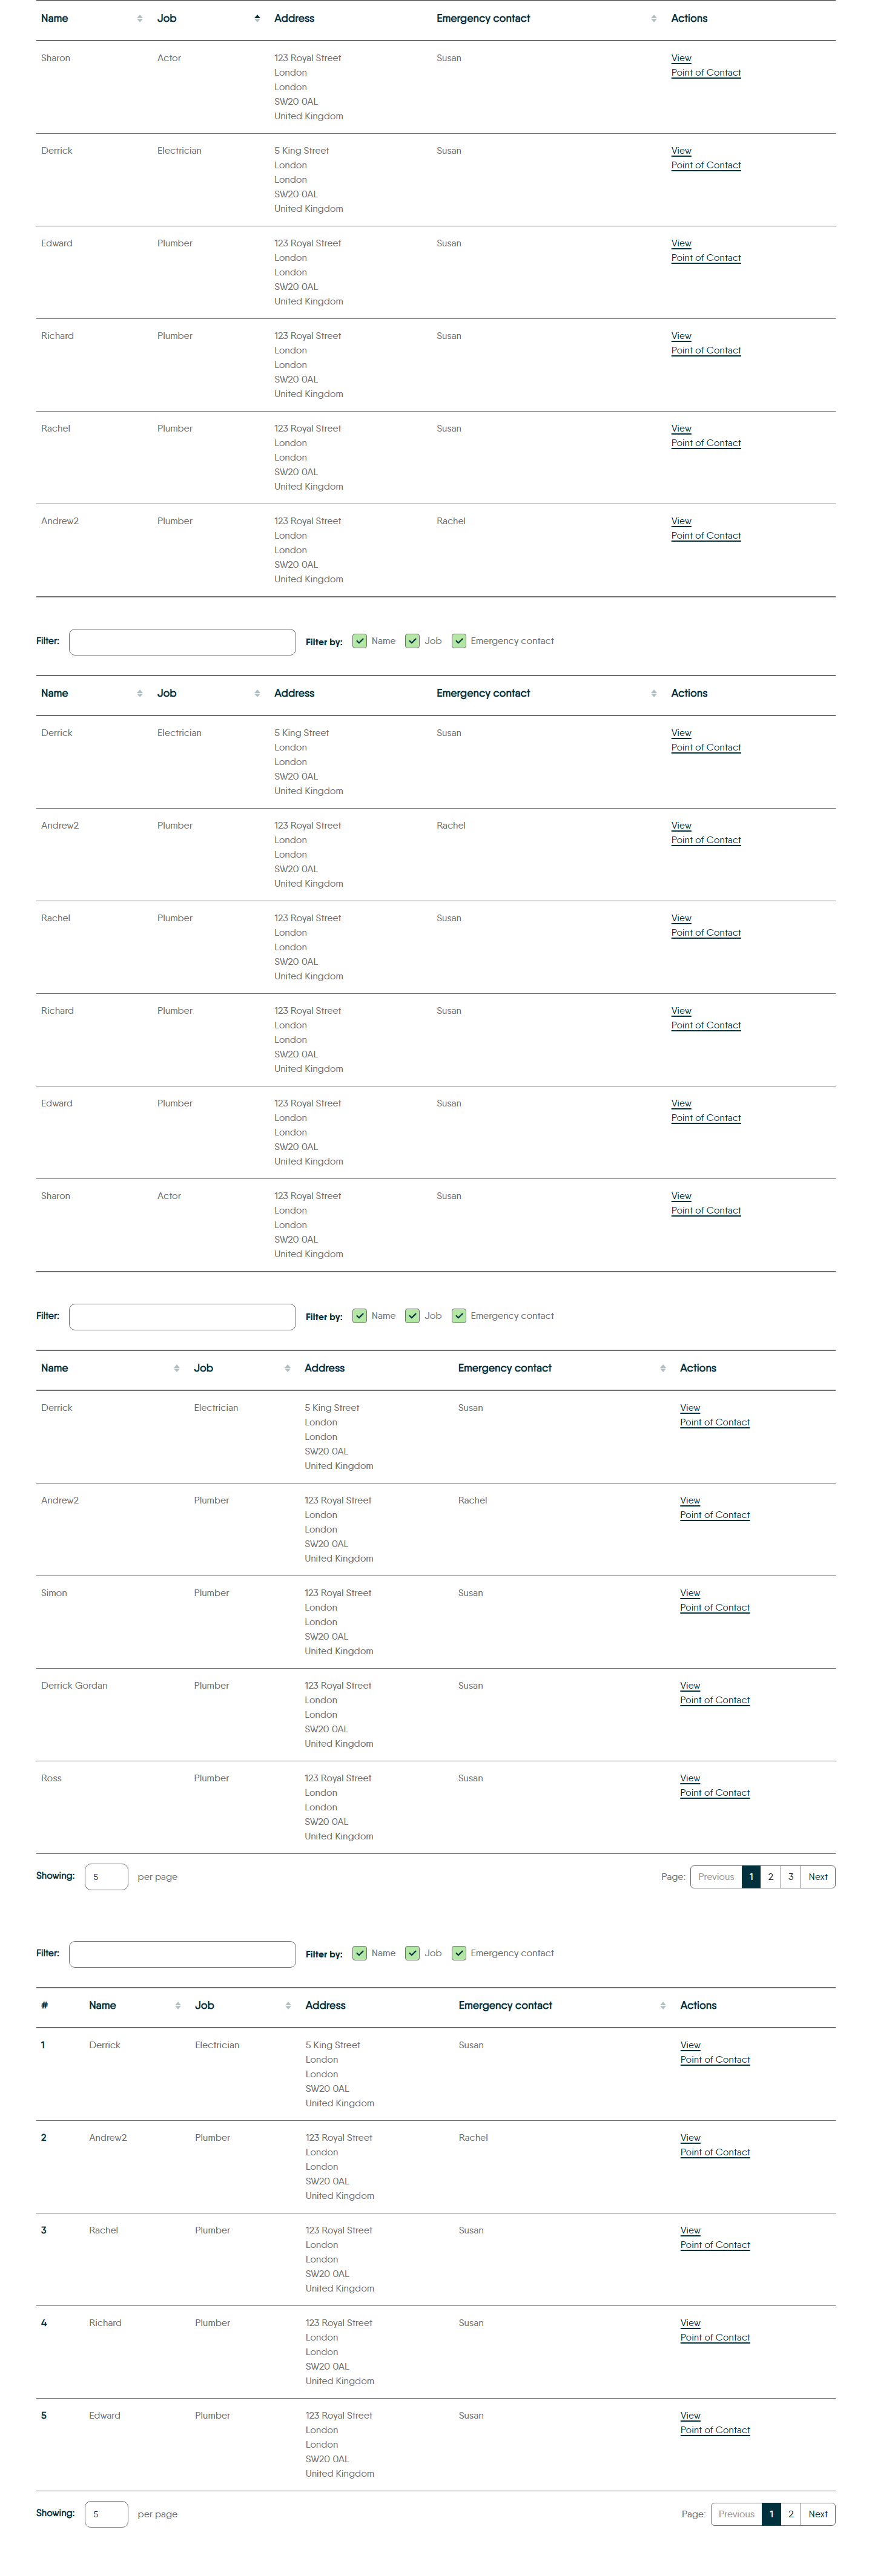 Name Job Address Emergency contact Actions
Sharon Actor 123 Royal Street Susan View
London Point of Contact
London
SW20 0AL
United Kingdom
Derrick Electrician 5 King Street Susan View
London Point of Contact
London
SW20 0AL
United Kingdom
Edward Plumber 123 Royal Street Susan View
London Point of Contact
London
SW20 0AL
United Kingdom
Richard Plumber 123 Royal Street Susan View
London Point of Contact
London
SW20 0AL
United Kingdom
Rachel Plumber 123 Royal Street Susan View
London Point of Contact
London
SW20 0AL
United Kingdom
Andrew2 Plumber 123 Royal Street Rachel View
London Point of Contact
London
SW20 0AL
United Kingdom
Filter: Filter by: Name Job Emergency contact
Name Job Address Emergency contact Actions
Derrick Electrician 5 King Street Susan View
London Point of Contact
London
SW20 0AL
United Kingdom
Andrew2 Plumber 123 Royal Street Rachel View
London Point of Contact
London
SW20 0AL
United Kingdom
Rachel Plumber 123 Royal Street Susan View
London Point of Contact
London
SW20 0AL
United Kingdom
Richard Plumber 123 Royal Street Susan View
London Point of Contact
London
SW20 0AL
United Kingdom
Edward Plumber 123 Royal Street Susan View
London Point of Contact
London
SW20 0AL
United Kingdom
Sharon Actor 123 Royal Street Susan View
London Point of Contact
London
SW20 0AL
United Kingdom
Filter: Filter by: Name Job Emergency contact
Name Job Address Emergency contact Actions
Derrick Electrician 5 King Street Susan View
London Point of Contact
London
SW20 0AL
United Kingdom
Andrew2 Plumber 123 Royal Street Rachel View
London Point of Contact
London
SW20 0AL
United Kingdom
Simon Plumber 123 Royal Street Susan View
London Point of Contact
London
SW20 0AL
United Kingdom
Derrick Gordan Plumber 123 Royal Street Susan View
London Point of Contact
London
SW20 0AL
United Kingdom
Ross Plumber 123 Royal Street Susan View
London Point of Contact
London
SW20 0AL
United Kingdom
Showing: 5 per page Page: Previous 1 2 3 Next
Filter: Filter by: Name Job Emergency contact
# Name Job Address Emergency contact Actions
1 Derrick Electrician 5 King Street Susan View
London Point of Contact
London
SW20 0AL
United Kingdom
2 Andrew2 Plumber 123 Royal Street Rachel View
London Point of Contact
London
SW20 0AL
United Kingdom
3 Rachel Plumber 123 Royal Street Susan View
London Point of Contact
London
SW20 0AL
United Kingdom
4 Richard Plumber 123 Royal Street Susan View
London Point of Contact
London
SW20 0AL
United Kingdom
5 Edward Plumber 123 Royal Street Susan View
London Point of Contact
London
SW20 0AL
United Kingdom
Showing: 5 per page Page: Previous 1 2 Next